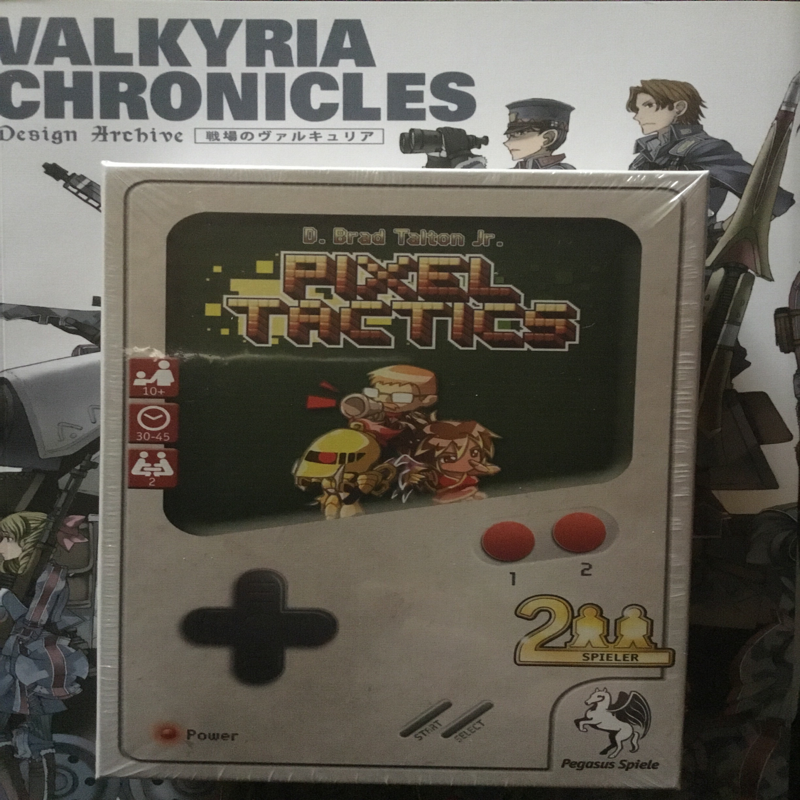 VALKYRIA
CHRONICLES
Design Archive 戦場のヴァルキュリア
D. Brad Talton Jr.
PIXEL
TACTICS
10+
30-45
2
1 2
2 SPIELER
START SELECT
Power
Pegasus Spiele